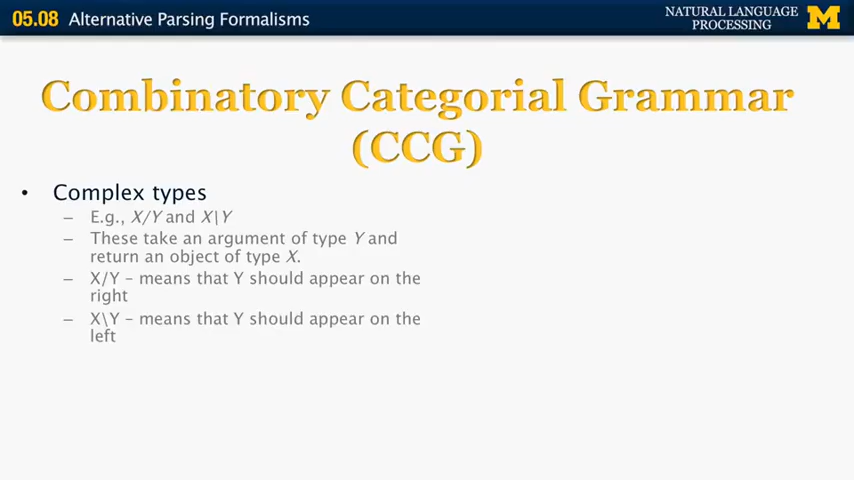 05.08 Alternative Parsing Formalisms
NATURAL LANGUAGE
PROCESSING
M
Combinatory Categorial Grammar
(CCG)
• Complex types
– E.g., X/Y and X\Y
– These take an argument of type Y and
return an object of type X.
– X/Y – means that Y should appear on the
right
– X\Y – means that Y should appear on the
left